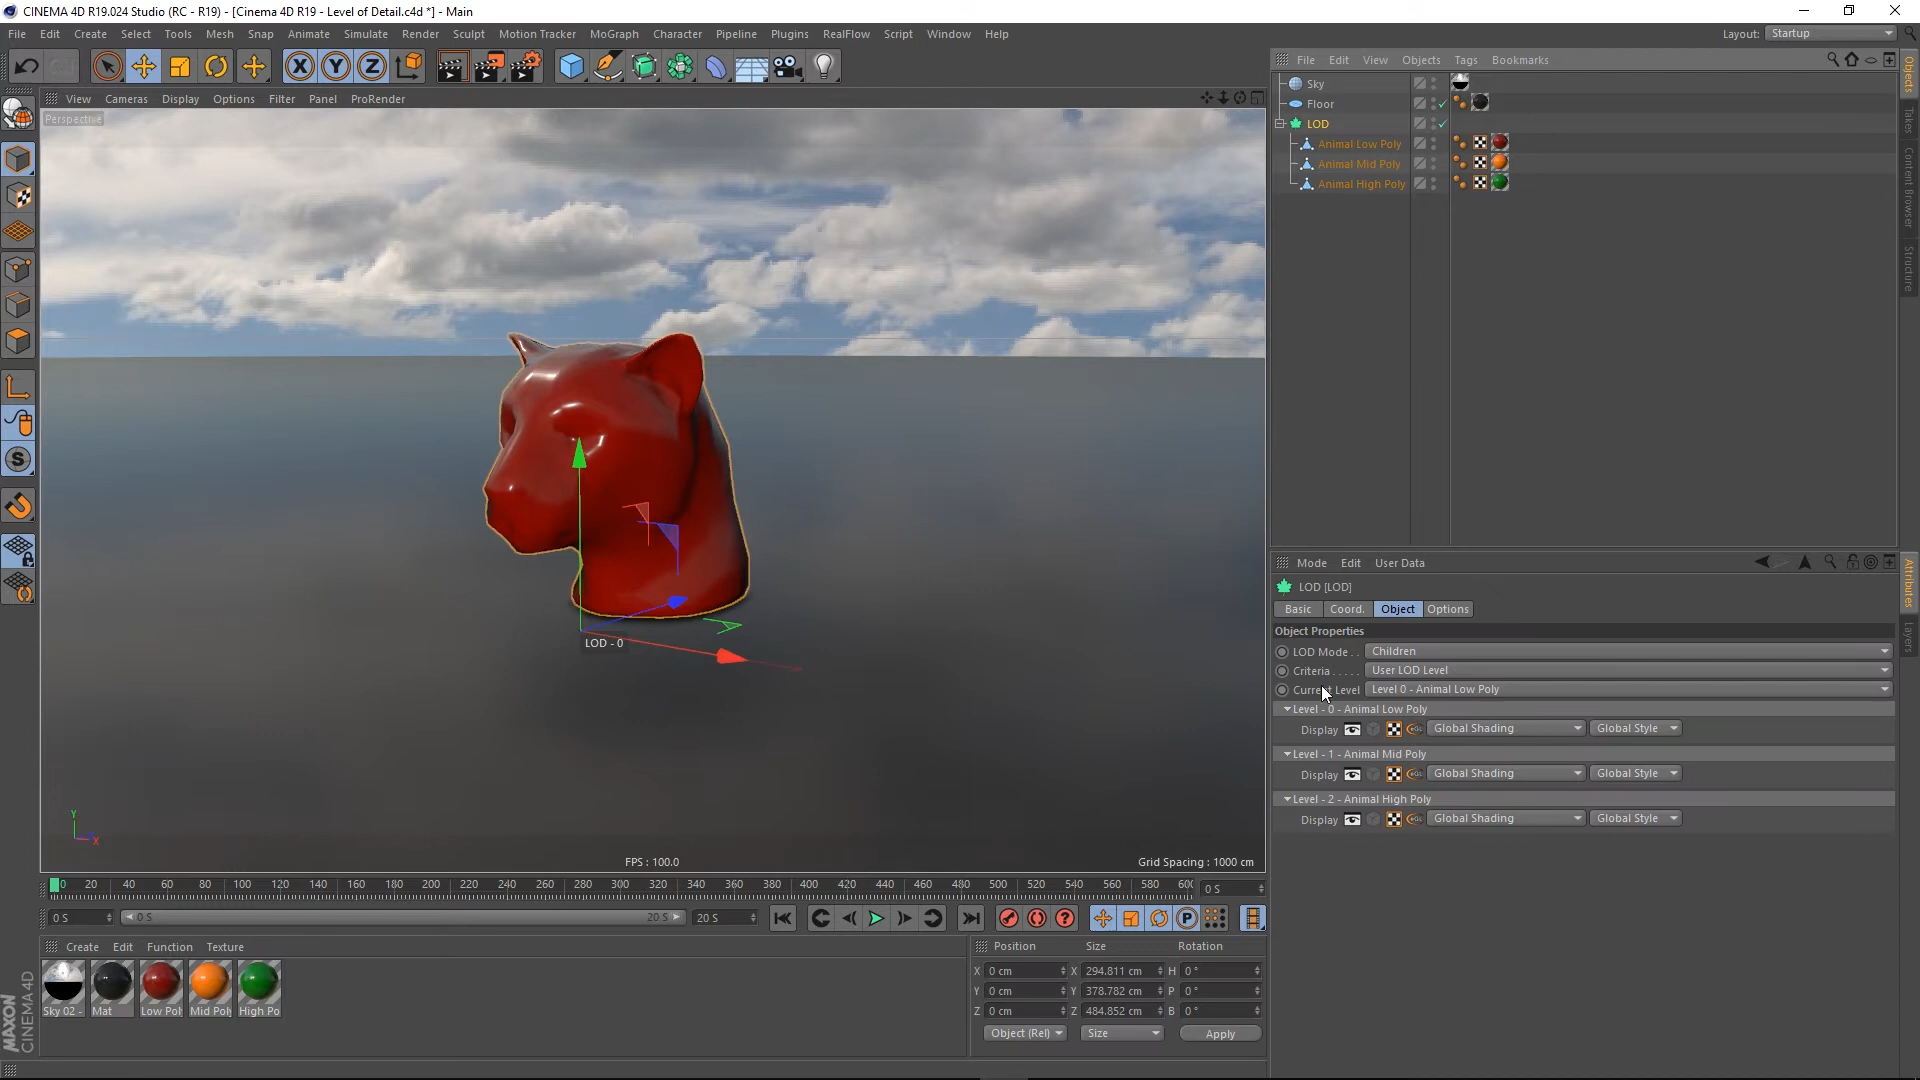 CINEMA 4D R19.024 Studio (RC - R19) - [Cinema 4D R19 - Level of Detail.c4d *] - Main
File Edit Create Select Tools Mesh Snap Animate Simulate Render Sculpt Motion Tracker MoGraph Character Pipeline Plugins RealFlow Script Window Help
Layout: Startup
X Y Z
View Cameras Display Options Filter Panel ProRender
Perspective
LOD - 0
Y
X
FPS : 100.0
Grid Spacing : 1000 cm
File Edit View Objects Tags Bookmarks
Sky
Floor
LOD
Animal Low Poly
Animal Mid Poly
Animal High Poly
Objects
Takes
Content Browser
Structure
Mode Edit User Data
LOD [LOD]
Basic Coord. Object Options
Object Properties
LOD Mode . . Children
Criteria . . . . . User LOD Level
Current Level Level 0 - Animal Low Poly
Level - 0 - Animal Low Poly
Display Global Shading Global Style
Level - 1 - Animal Mid Poly
Display Global Shading Global Style
Level - 2 - Animal High Poly
Display Global Shading Global Style
Attributes
Layers
0 20 40 60 80 100 120 140 160 180 200 220 240 260 280 300 320 340 360 380 400 420 440 460 480 500 520 540 560 580 60
0 S
0 S 0 S 20 S 20 S
Create Edit Function Texture
Sky 02 - Mat Low Pol Mid Pol High Po
Position Size Rotation
X 0 cm X 294.811 cm H 0 °
Y 0 cm Y 378.782 cm P 0 °
Z 0 cm Z 484.852 cm B 0 °
Object (Rel) Size Apply
MAXON
CINEMA 4D